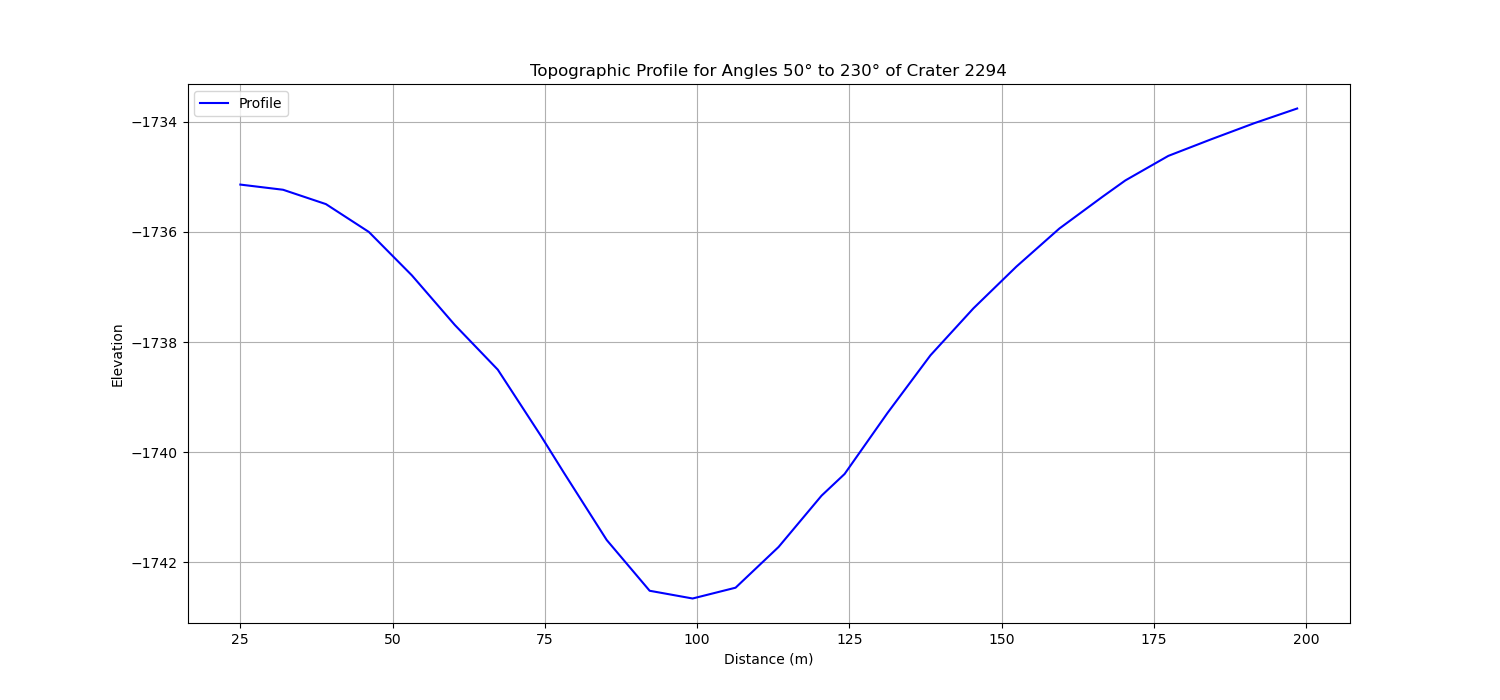 Topographic Profile for Angles 50° to 230° of Crater 2294
Profile
−1734
−1736
−1738
−1740
−1742
Elevation
25 50 75 100 125 150 175 200
Distance (m)